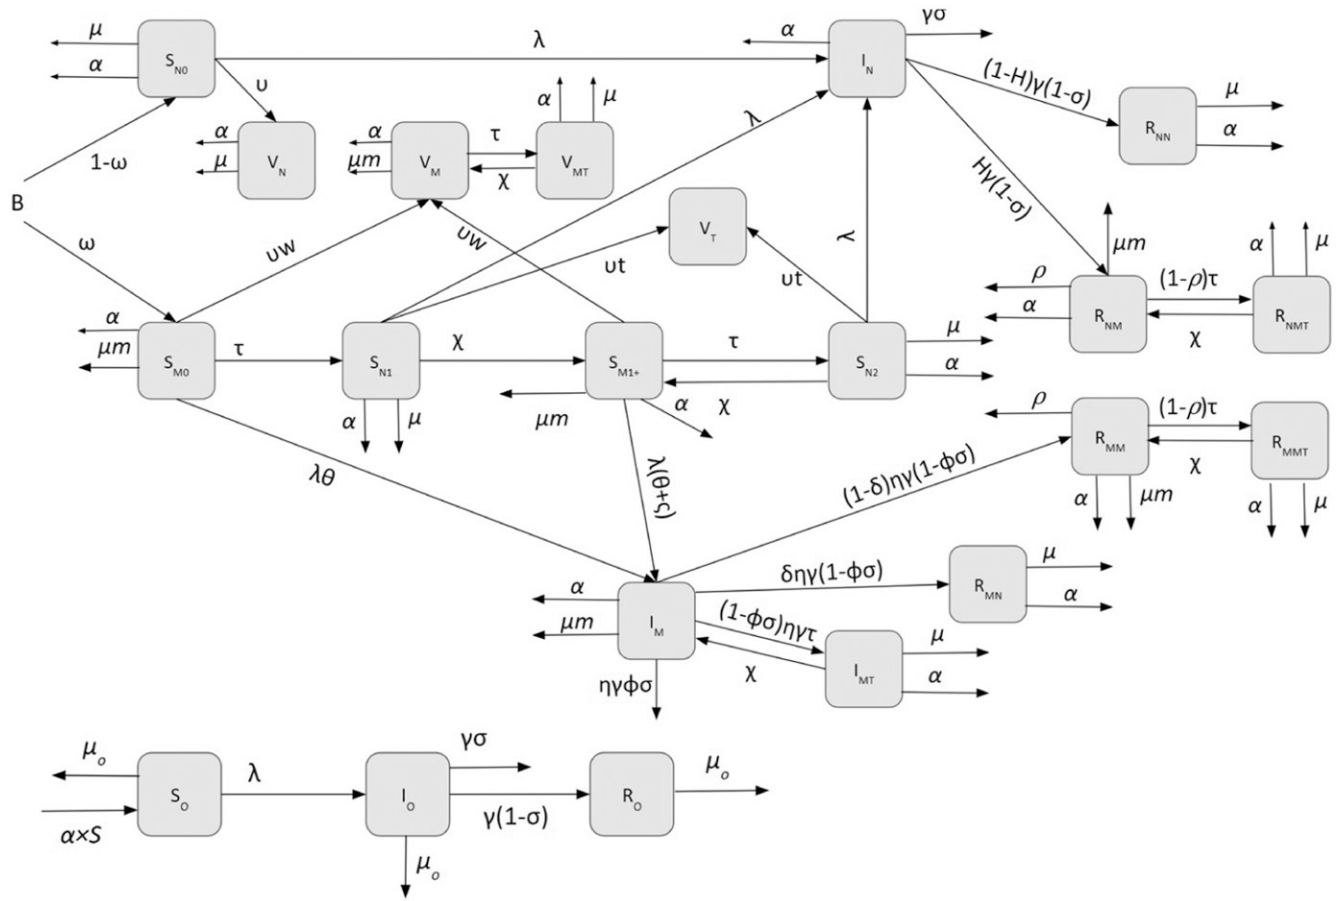 γσ
μ
α
S_N0
λ
α
I_N
(1-H)γ(1-σ)
υ
μ
α
R_NN
α
μ
1-ω
α
μ
V_N
α
μm
V_M
τ
χ
V_MT
λ
Hγ(1-σ)
B
ω
υw
υw
V_T
υt
υt
λ
μm
ρ
α
R_NM
(1-ρ)τ
χ
α
μ
R_NMT
α
μm
S_M0
τ
S_N1
χ
S_M1+
τ
S_N2
μ
α
α
μ
μm
α
χ
ρ
R_MM
(1-ρ)τ
χ
R_MMT
α
μm
α
μ
λθ
λ(θ+ς)
(1-δ)ηγ(1-ϕσ)
α
μm
I_M
δηγ(1-ϕσ)
R_MN
μ
α
(1-ϕσ)ηγτ
χ
I_MT
μ
α
ηγϕσ
μ_o
α×S
S_O
λ
I_O
γσ
γ(1-σ)
R_O
μ_o
μ_o